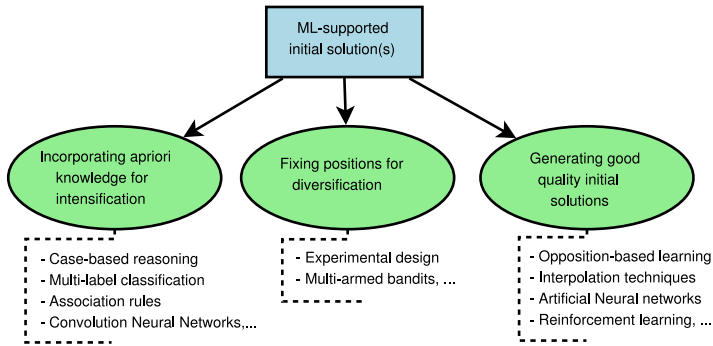 ML-supported
initial solution(s)
Incorporating apriori
knowledge for
intensification
Fixing positions for
diversification
Generating good
quality initial
solutions
- Case-based reasoning
- Multi-label classification
- Association rules
- Convolution Neural Networks,...
- Experimental design
- Multi-armed bandits, ...
- Opposition-based learning
- Interpolation techniques
- Artificial Neural networks
- Reinforcement learning, ...